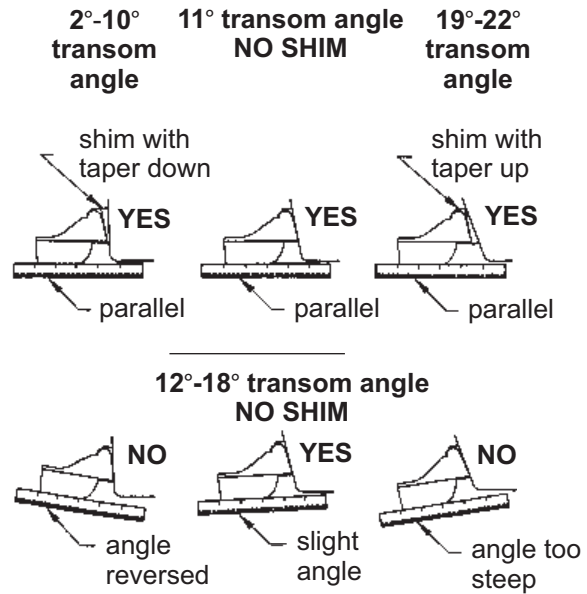 2°-10°
transom
angle
11° transom angle
NO SHIM
19°-22°
transom
angle
shim with
taper down
YES
parallel
YES
parallel
shim with
taper up
YES
parallel
12°-18° transom angle
NO SHIM
NO
angle
reversed
YES
slight
angle
NO
angle too
steep